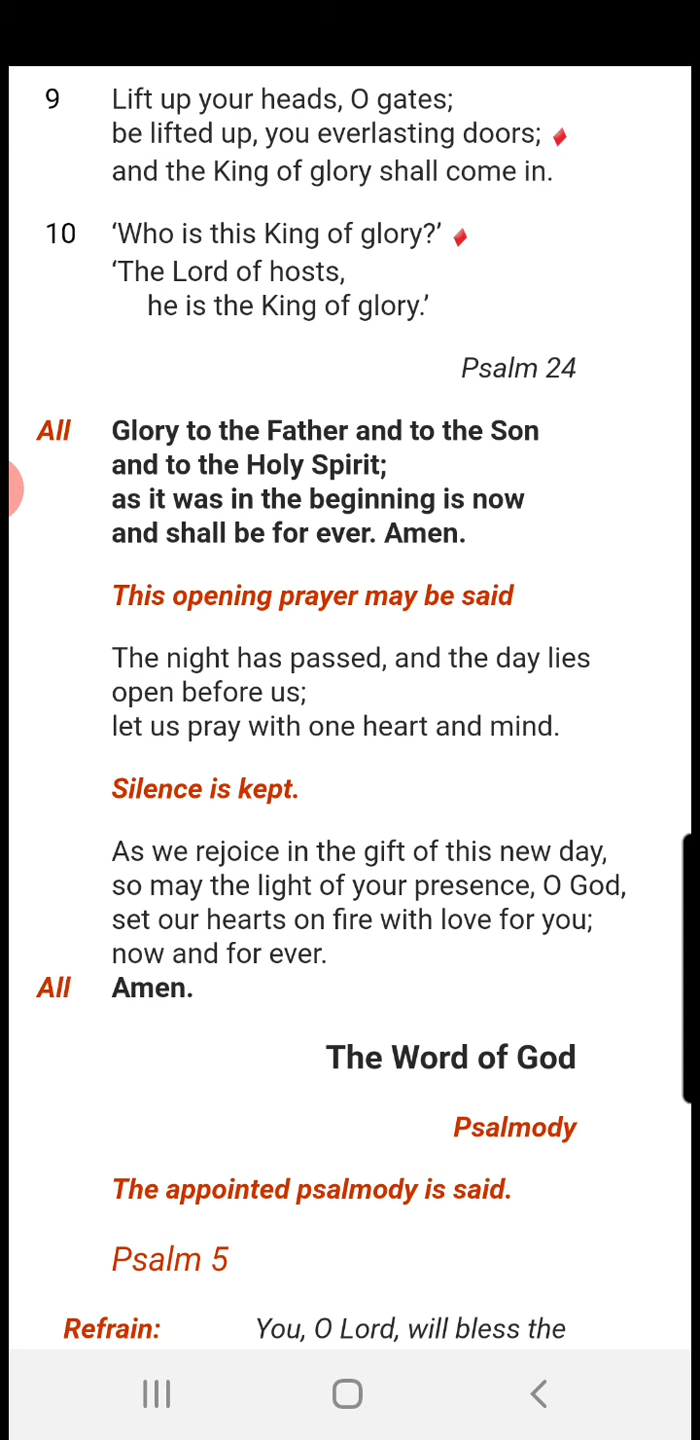 9 Lift up your heads, O gates;
be lifted up, you everlasting doors; ♦
and the King of glory shall come in.
10 ‘Who is this King of glory?’ ♦
‘The Lord of hosts,
he is the King of glory.’
Psalm 24
All Glory to the Father and to the Son
and to the Holy Spirit;
as it was in the beginning is now
and shall be for ever. Amen.
This opening prayer may be said
The night has passed, and the day lies
open before us;
let us pray with one heart and mind.
Silence is kept.
As we rejoice in the gift of this new day,
so may the light of your presence, O God,
set our hearts on fire with love for you;
now and for ever.
All Amen.
The Word of God
Psalmody
The appointed psalmody is said.
Psalm 5
Refrain: You, O Lord, will bless the